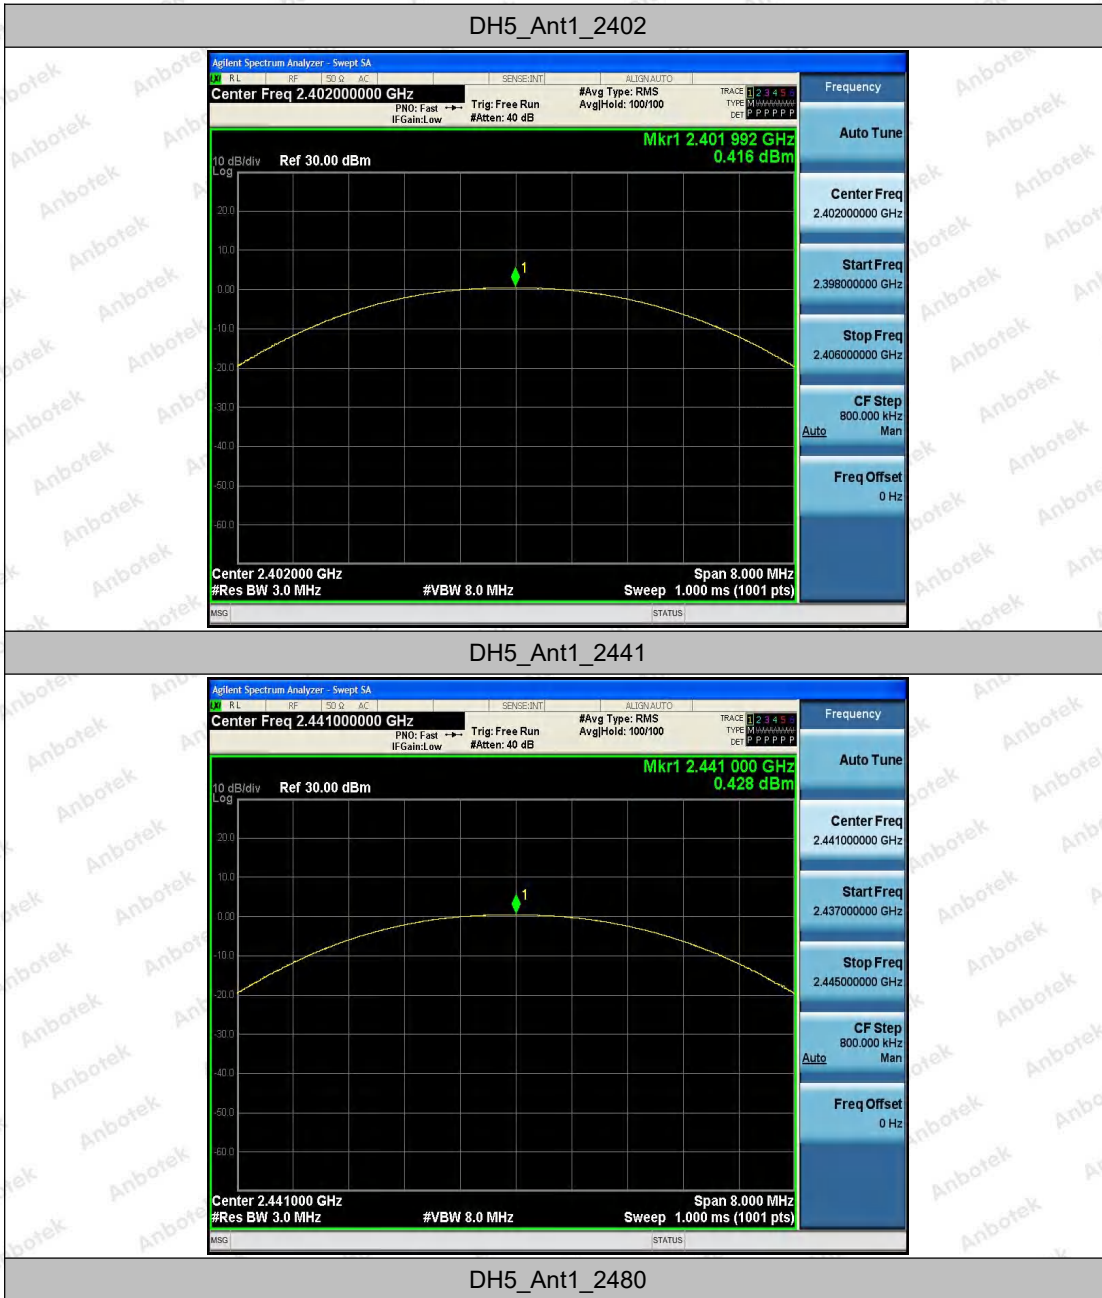 DH5_Ant1_2402
Agilent Spectrum Analyzer - Swept SA
LXI RL RF 50 Ω AC SENSE:INT ALIGNAUTO
Center Freq 2.402000000 GHz
PNO: Fast
IFGain:Low
Trig: Free Run
#Atten: 40 dB
#Avg Type: RMS
Avg|Hold: 100/100
TRACE 1 2 3 4 5 6
TYPE M WWWWW
DET P P P P P P
Mkr1 2.401 992 GHz
0.416 dBm
10 dB/div Ref 30.00 dBm
Log
20.0
10.0
0.00
-10.0
-20.0
-30.0
-40.0
-50.0
-60.0
1
Center 2.402000 GHz Span 8.000 MHz
#Res BW 3.0 MHz #VBW 8.0 MHz Sweep 1.000 ms (1001 pts)
MSG STATUS
Frequency
Auto Tune
Center Freq
2.402000000 GHz
Start Freq
2.398000000 GHz
Stop Freq
2.406000000 GHz
CF Step
800.000 kHz
Auto Man
Freq Offset
0 Hz
DH5_Ant1_2441
Agilent Spectrum Analyzer - Swept SA
LXI RL RF 50 Ω AC SENSE:INT ALIGNAUTO
Center Freq 2.441000000 GHz
PNO: Fast
IFGain:Low
Trig: Free Run
#Atten: 40 dB
#Avg Type: RMS
Avg|Hold: 100/100
TRACE 1 2 3 4 5 6
TYPE M WWWWW
DET P P P P P P
Mkr1 2.441 000 GHz
0.428 dBm
10 dB/div Ref 30.00 dBm
Log
20.0
10.0
0.00
-10.0
-20.0
-30.0
-40.0
-50.0
-60.0
1
Center 2.441000 GHz Span 8.000 MHz
#Res BW 3.0 MHz #VBW 8.0 MHz Sweep 1.000 ms (1001 pts)
MSG STATUS
Frequency
Auto Tune
Center Freq
2.441000000 GHz
Start Freq
2.437000000 GHz
Stop Freq
2.445000000 GHz
CF Step
800.000 kHz
Auto Man
Freq Offset
0 Hz
DH5_Ant1_2480
Anbotek